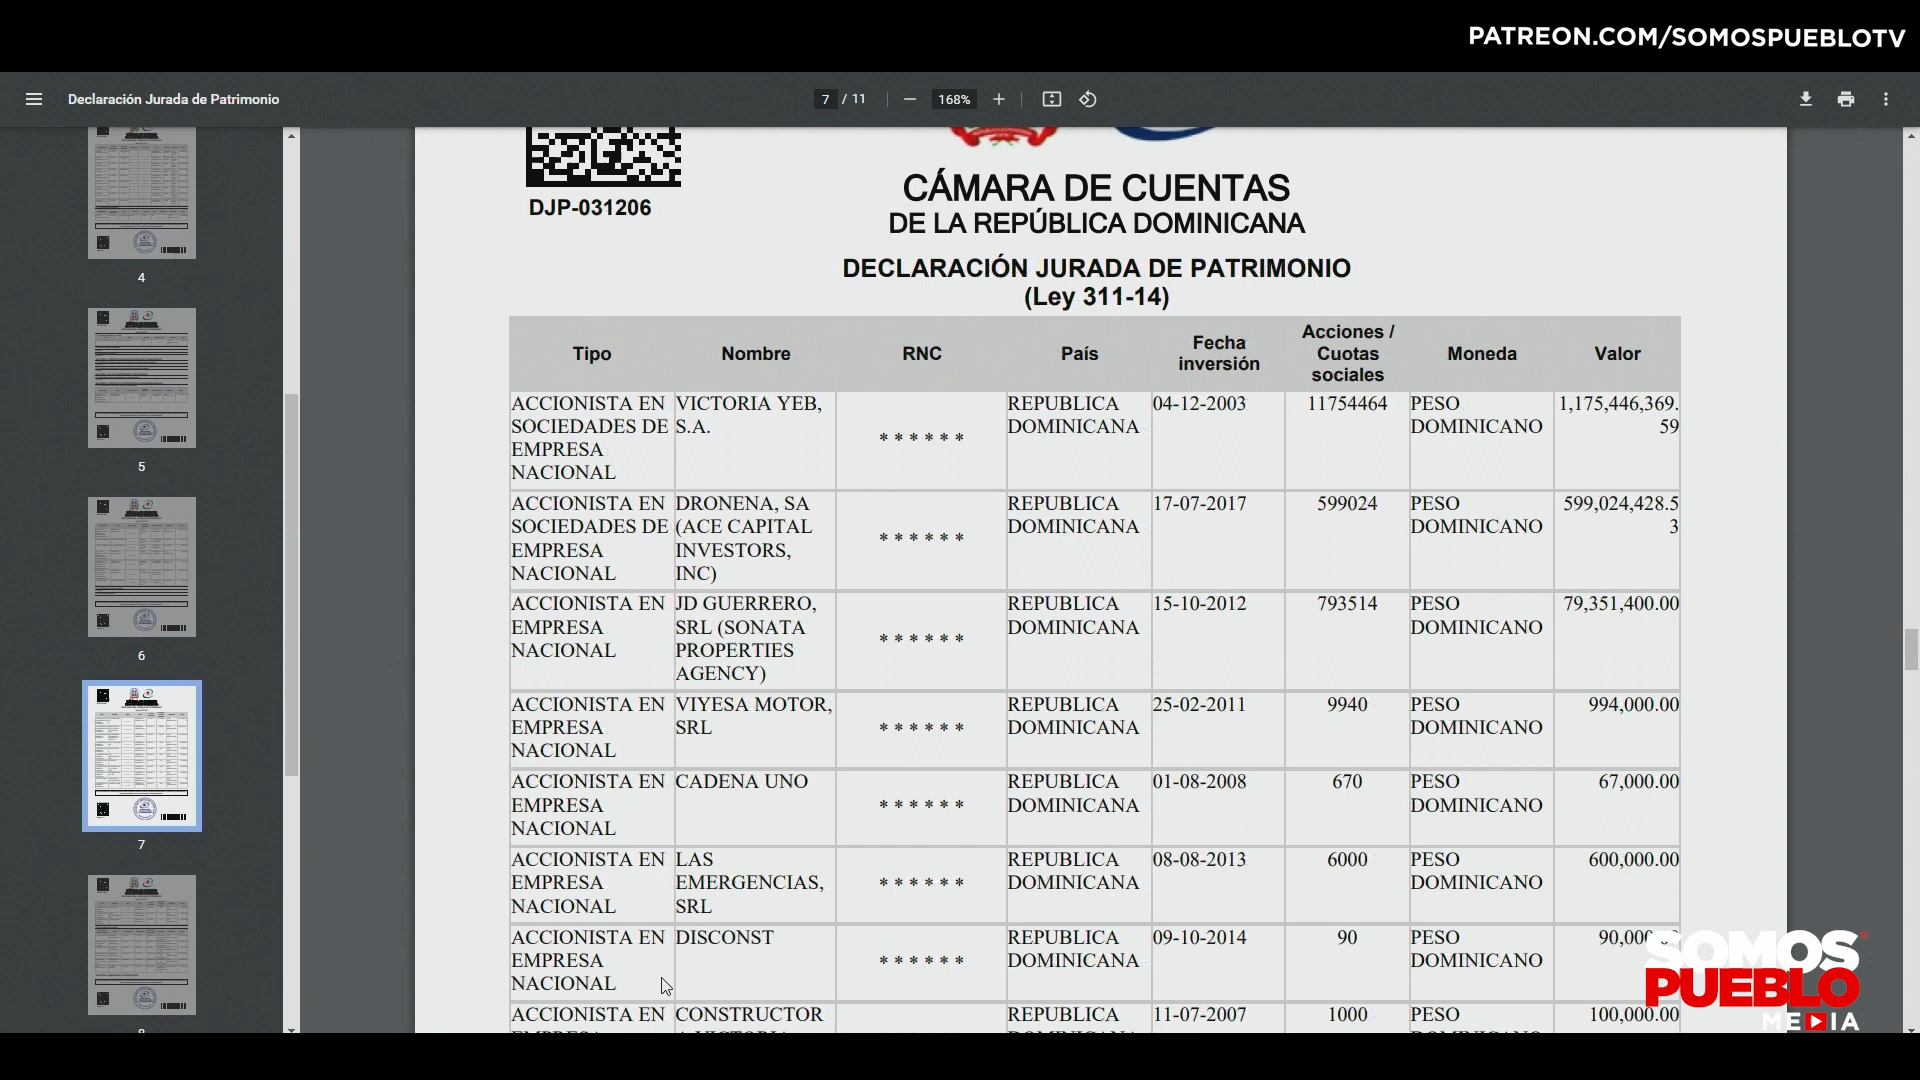 PATREON.COM/SOMOSPUEBLOTV
Declaración Jurada de Patrimonio
7 / 11
168%
4
5
6
7
DJP-031206
CÁMARA DE CUENTAS
DE LA REPÚBLICA DOMINICANA
DECLARACIÓN JURADA DE PATRIMONIO
(Ley 311-14)
Tipo Nombre RNC País Fecha inversión Acciones / Cuotas sociales Moneda Valor
ACCIONISTA EN VICTORIA YEB, REPUBLICA 04-12-2003 11754464 PESO 1,175,446,369.
SOCIEDADES DE S.A. ****** DOMINICANA DOMINICANO 59
EMPRESA
NACIONAL
ACCIONISTA EN DRONENA, SA REPUBLICA 17-07-2017 599024 PESO 599,024,428.5
SOCIEDADES DE (ACE CAPITAL ****** DOMINICANA DOMINICANO 3
EMPRESA INVESTORS,
NACIONAL INC)
ACCIONISTA EN JD GUERRERO, REPUBLICA 15-10-2012 793514 PESO 79,351,400.00
EMPRESA SRL (SONATA ****** DOMINICANA DOMINICANO
NACIONAL PROPERTIES
AGENCY)
ACCIONISTA EN VIYESA MOTOR, REPUBLICA 25-02-2011 9940 PESO 994,000.00
EMPRESA SRL ****** DOMINICANA DOMINICANO
NACIONAL
ACCIONISTA EN CADENA UNO REPUBLICA 01-08-2008 670 PESO 67,000.00
EMPRESA ****** DOMINICANA DOMINICANO
NACIONAL
ACCIONISTA EN LAS REPUBLICA 08-08-2013 6000 PESO 600,000.00
EMPRESA EMERGENCIAS, ****** DOMINICANA DOMINICANO
NACIONAL SRL
ACCIONISTA EN DISCONST REPUBLICA 09-10-2014 90 PESO
EMPRESA ****** DOMINICANA DOMINICANO
NACIONAL
ACCIONISTA EN CONSTRUCTOR REPUBLICA 11-07-2007 1000 PESO 100,000.00
SOMOS
PUEBLO
MEDIA